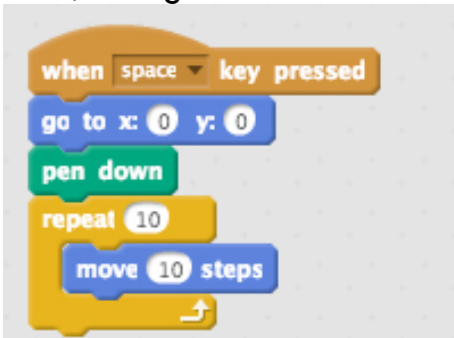 when space key pressed
go to x: 0 y: 0
pen down
repeat 10
move 10 steps